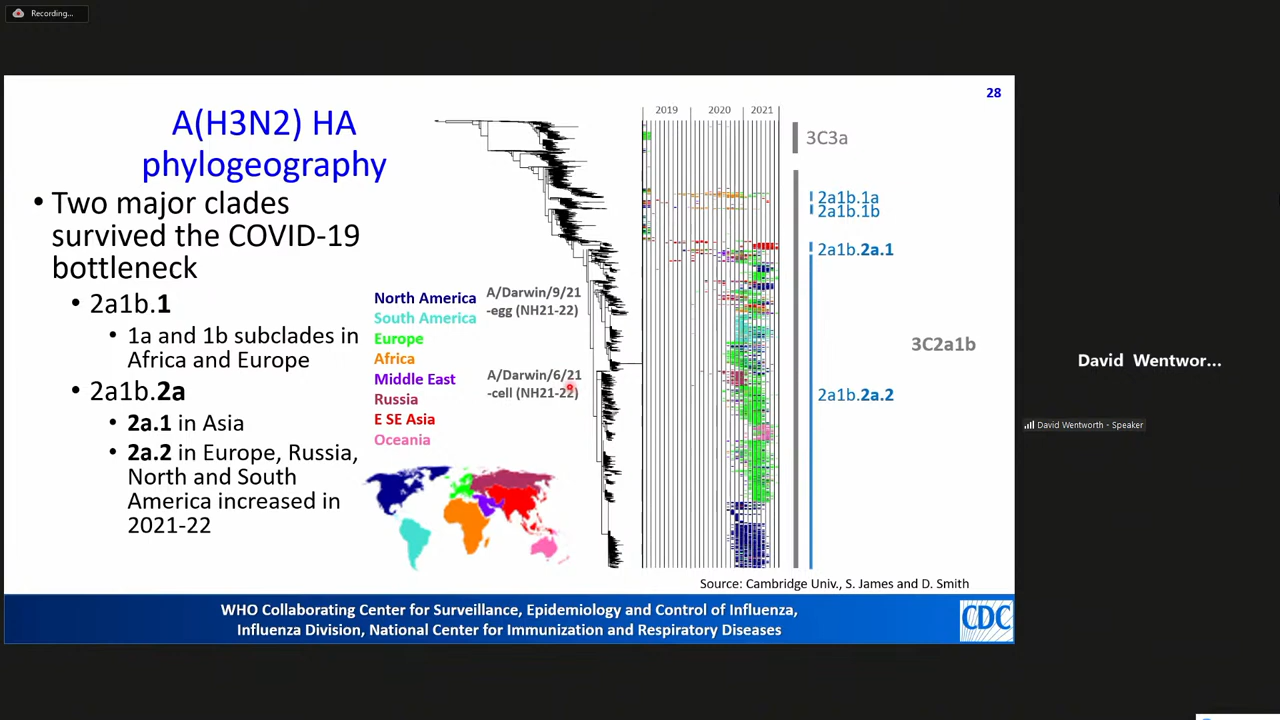 Recording...
28
A(H3N2) HA
phylogeography
• Two major clades
survived the COVID-19
bottleneck
• 2a1b.1
• 1a and 1b subclades in
Africa and Europe
• 2a1b.2a
• 2a.1 in Asia
• 2a.2 in Europe, Russia,
North and South
America increased in
2021-22
North America
South America
Europe
Africa
Middle East
Russia
E SE Asia
Oceania
A/Darwin/9/21
-egg (NH21-22)
A/Darwin/6/21
-cell (NH21-22)
2019 2020 2021
3C3a
2a1b.1a
2a1b.1b
2a1b.2a.1
3C2a1b
2a1b.2a.2
Source: Cambridge Univ., S. James and D. Smith
WHO Collaborating Center for Surveillance, Epidemiology and Control of Influenza,
Influenza Division, National Center for Immunization and Respiratory Diseases
CDC
David Wentwor...
David Wentworth - Speaker